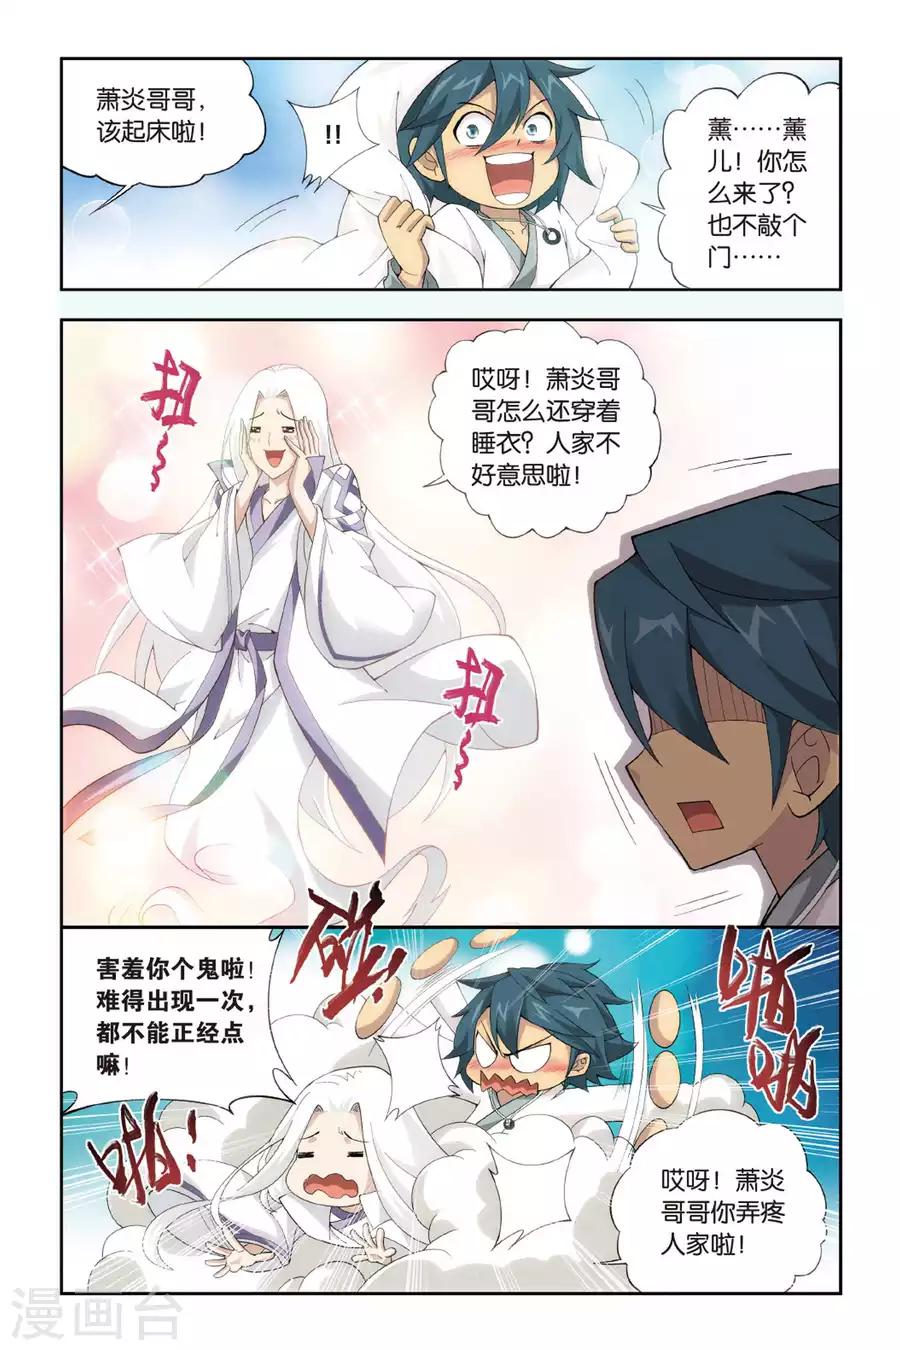 萧炎哥哥，
该起床啦！
!!
薰……薰
儿！你怎
么来了？
也不敲个
门……
丑~
哎呀！萧炎哥
哥怎么还穿着
睡衣？人家不
好意思啦！
丑~
害羞你个鬼啦！
难得出现一次，
都不能正经点
嘛！
砰！
啪
啪
啪！
哎呀！萧炎
哥哥你弄疼
人家啦！
漫画台